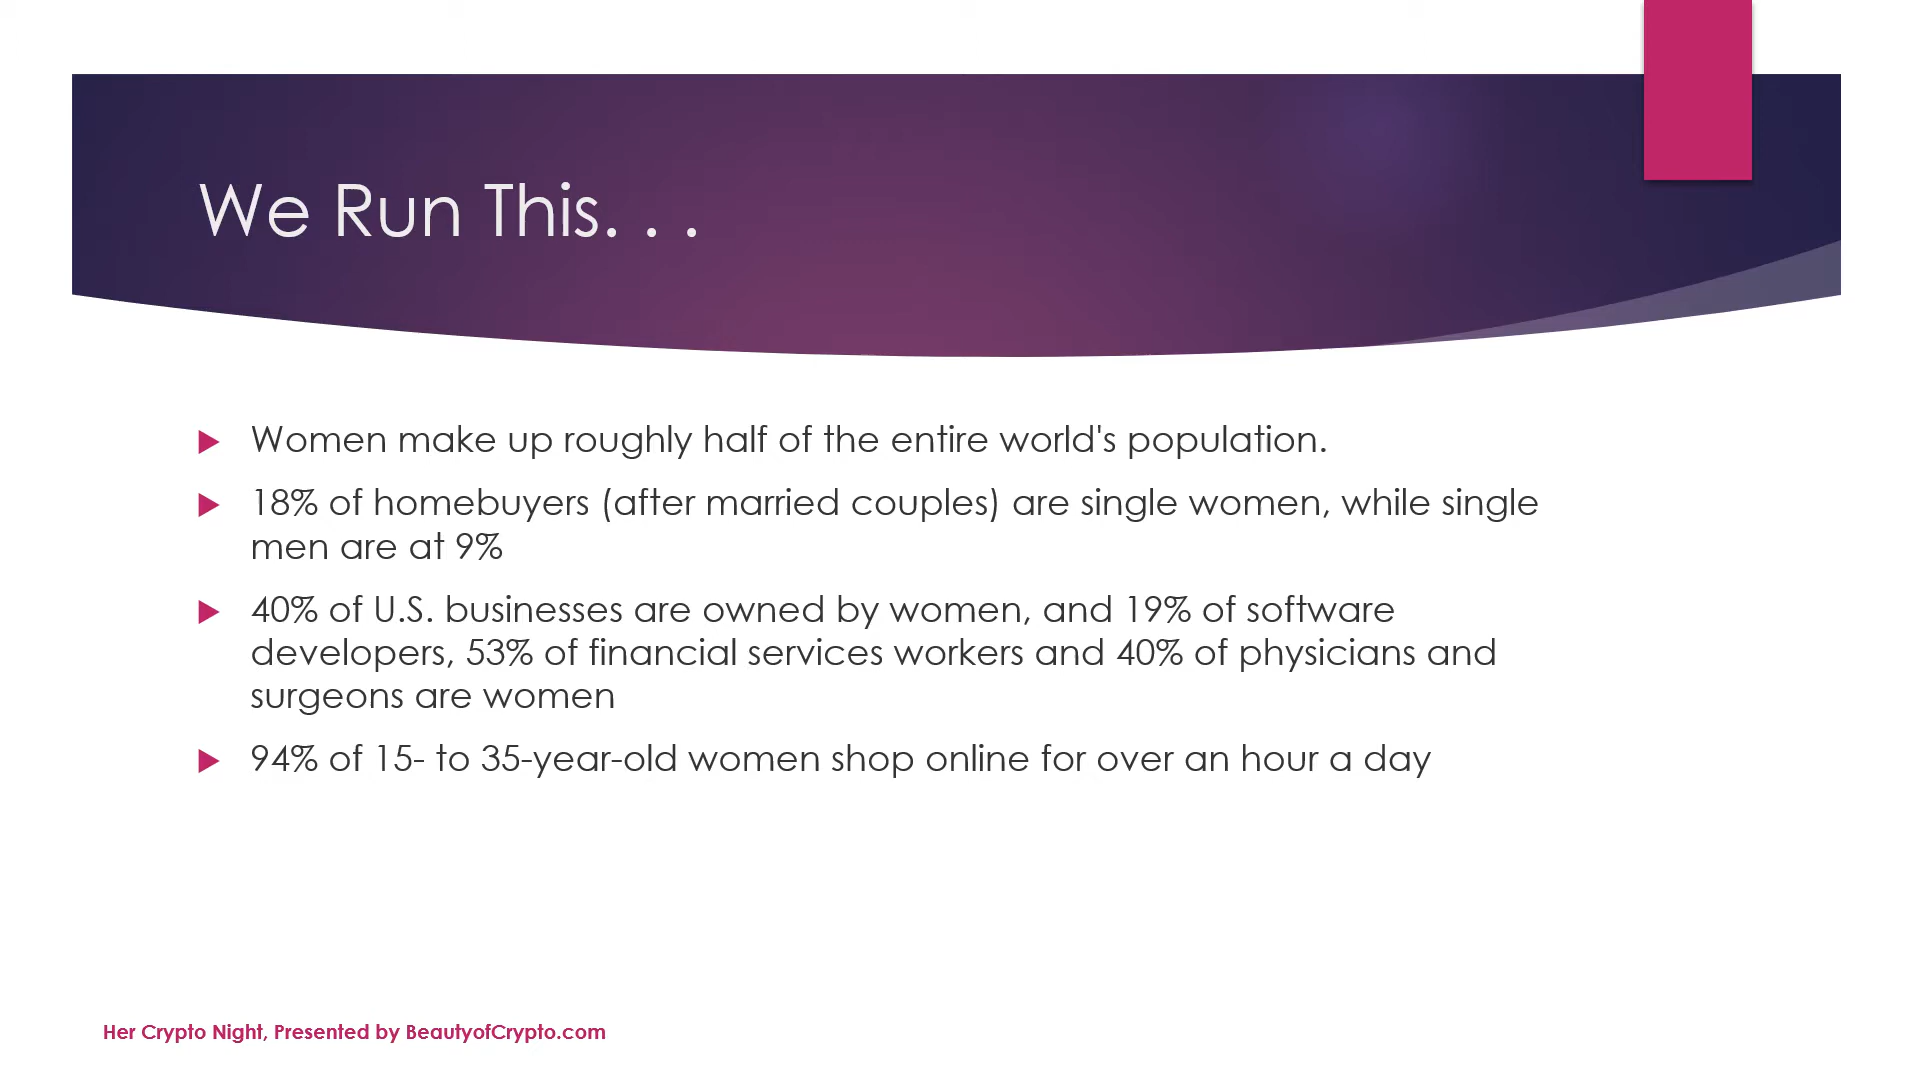 We Run This. . .
Women make up roughly half of the entire world's population.
18% of homebuyers (after married couples) are single women, while single
men are at 9%
40% of U.S. businesses are owned by women, and 19% of software
developers, 53% of financial services workers and 40% of physicians and
surgeons are women
94% of 15- to 35-year-old women shop online for over an hour a day
Her Crypto Night, Presented by BeautyofCrypto.com